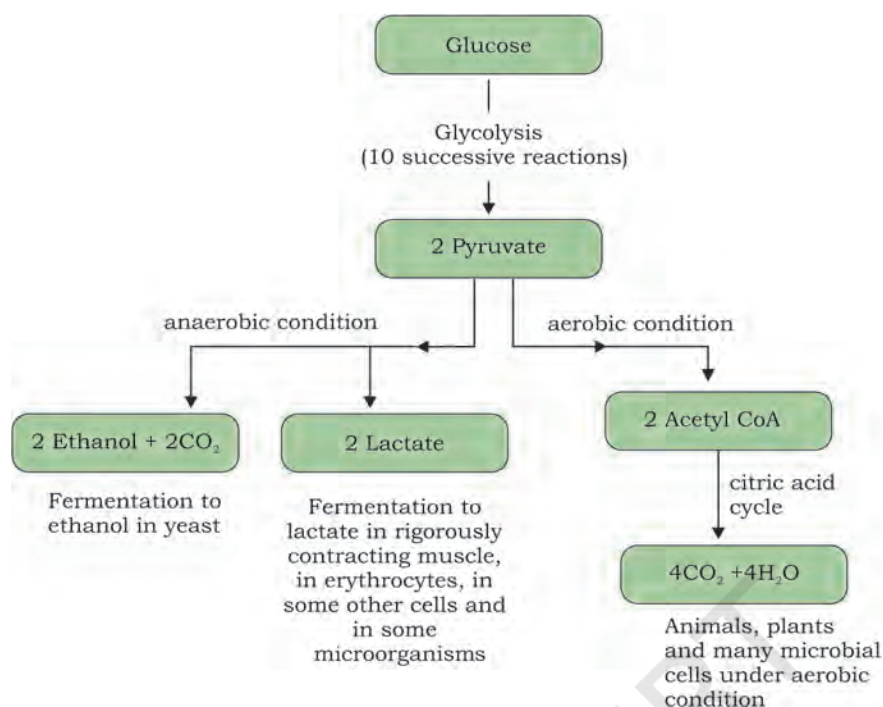 Glucose
Glycolysis
(10 successive reactions)
2 Pyruvate
anaerobic condition
aerobic condition
2 Ethanol + 2CO₂
2 Lactate
2 Acetyl CoA
Fermentation to
ethanol in yeast
Fermentation to
lactate in rigorously
contracting muscle,
in erythrocytes, in
some other cells and
in some
microorganisms
citric acid
cycle
4CO₂ +4H₂O
Animals, plants
and many microbial
cells under aerobic
condition